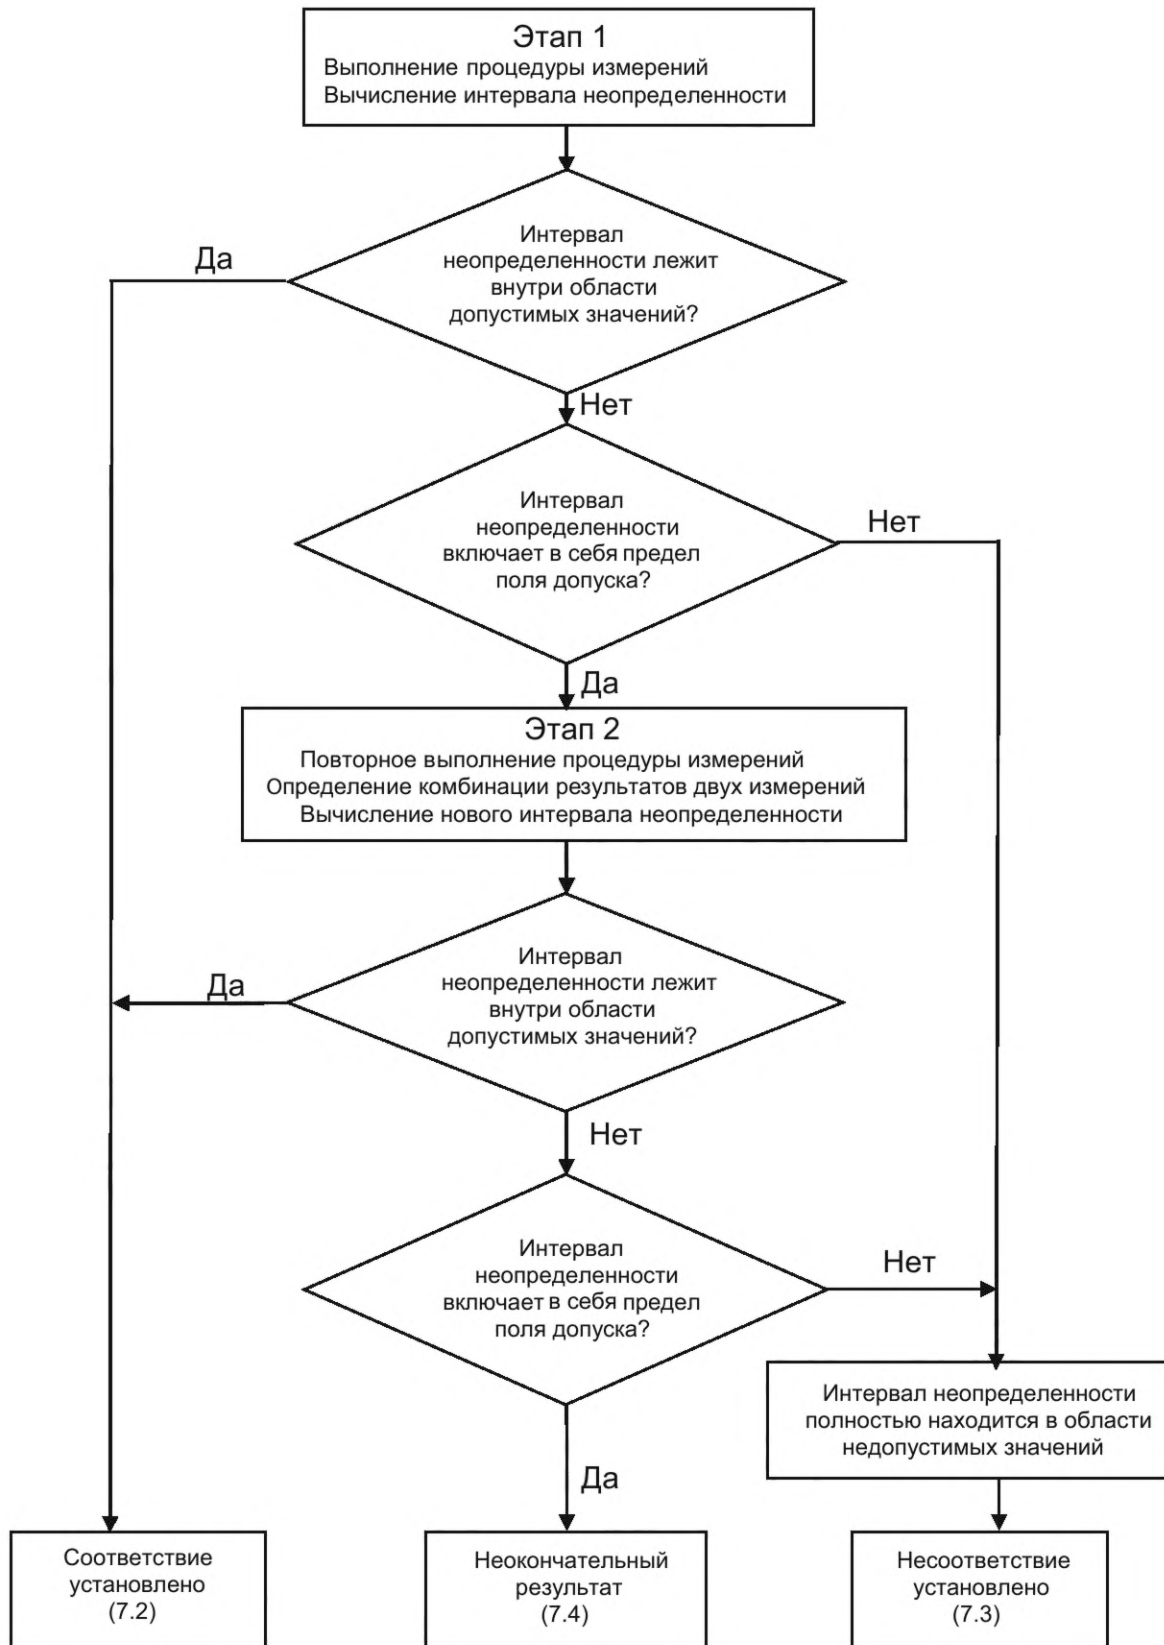 Этап 1
Выполнение процедуры измерений
Вычисление интервала неопределенности
Да
Интервал
неопределенности лежит
внутри области
допустимых значений?
Нет
Интервал
неопределенности
включает в себя предел
поля допуска?
Нет
Да
Этап 2
Повторное выполнение процедуры измерений
Определение комбинации результатов двух измерений
Вычисление нового интервала неопределенности
Да
Интервал
неопределенности лежит
внутри области
допустимых значений?
Нет
Интервал
неопределенности
включает в себя предел
поля допуска?
Нет
Интервал неопределенности
полностью находится в области
недопустимых значений
Да
Соответствие
установлено
(7.2)
Неокончательный
результат
(7.4)
Несоответствие
установлено
(7.3)